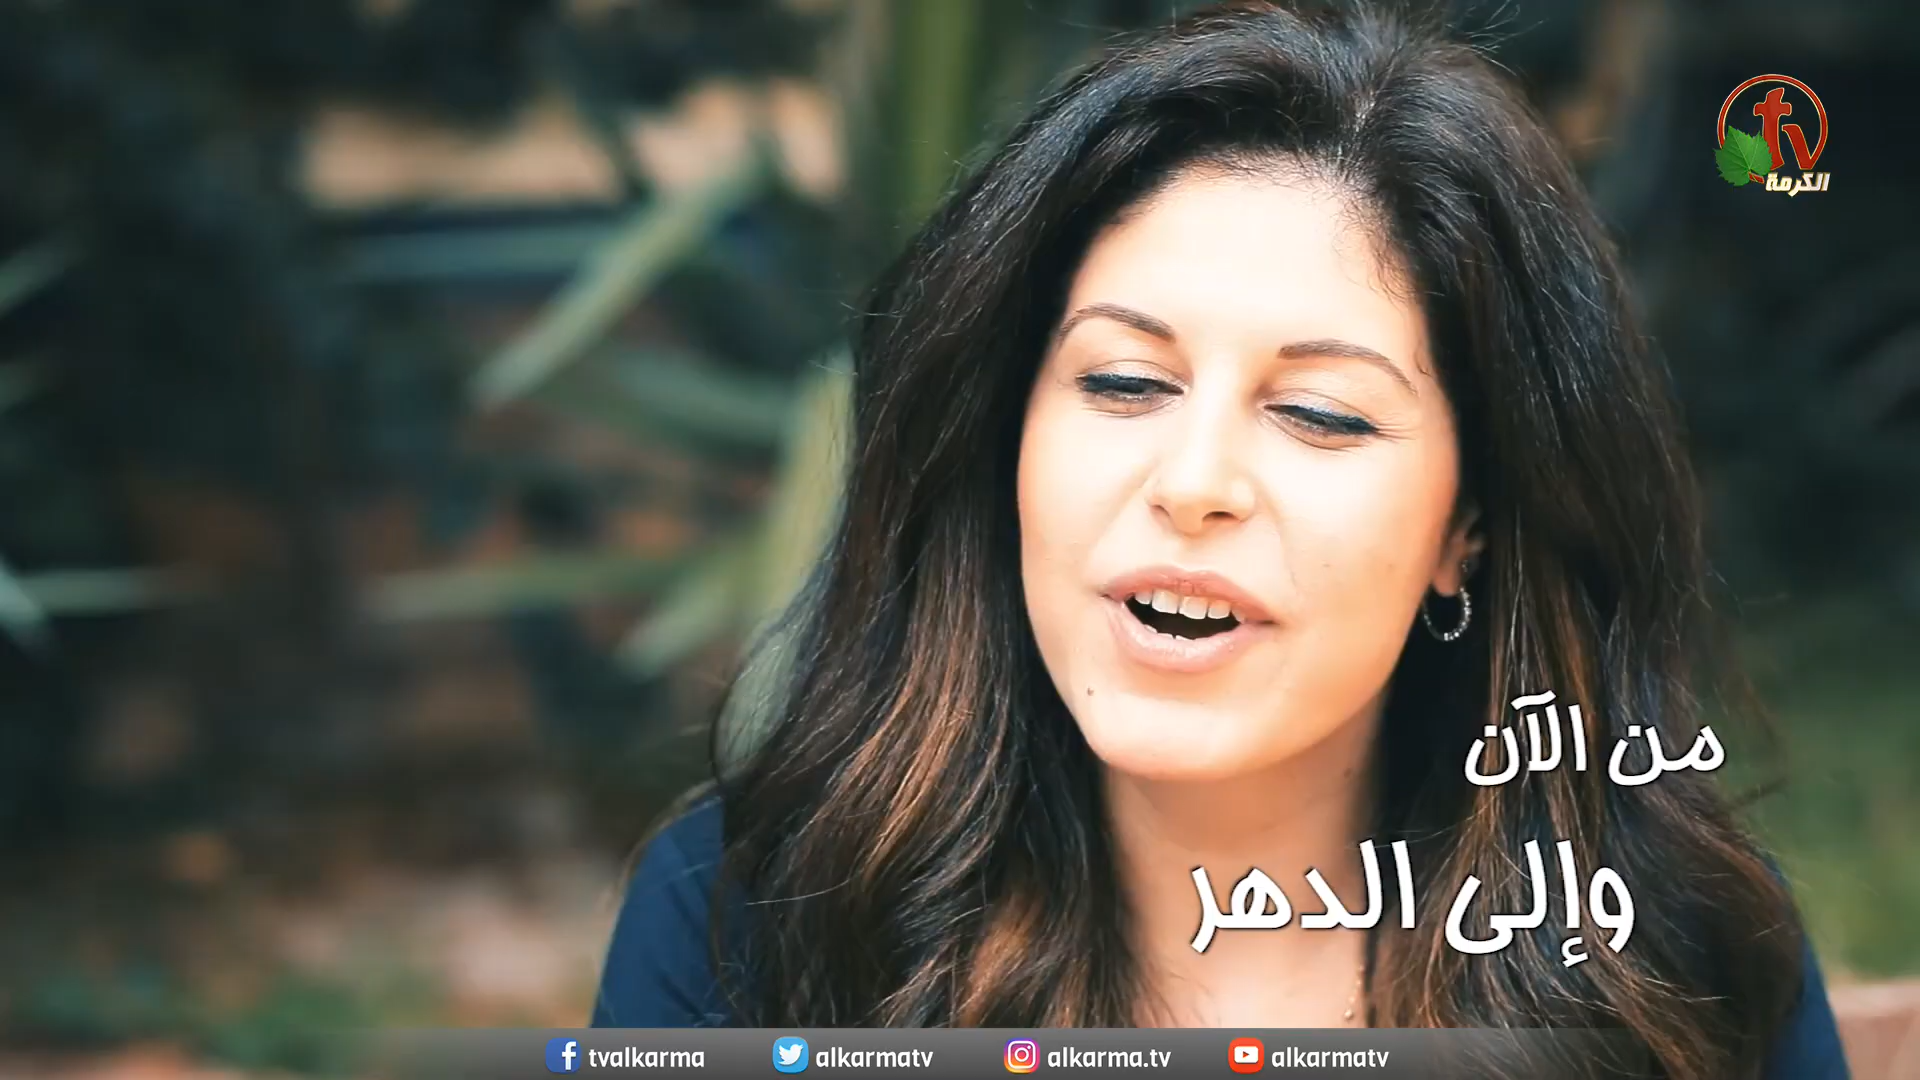 tv
الكرمة
من الآن
وإلى الدهر
tvalkarma
alkarmatv
alkarma.tv
alkarmatv